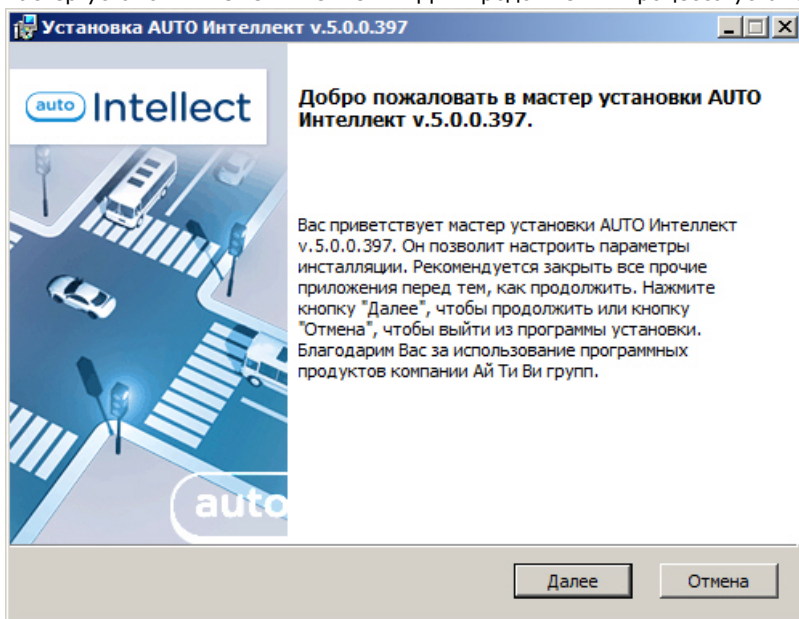 Установка AUTO Интеллект v.5.0.0.397
auto Intellect
Добро пожаловать в мастер установки AUTO
Интеллект v.5.0.0.397.
Вас приветствует мастер установки AUTO Интеллект
v.5.0.0.397. Он позволит настроить параметры
инсталляции. Рекомендуется закрыть все прочие
приложения перед тем, как продолжить. Нажмите
кнопку "Далее", чтобы продолжить или кнопку
"Отмена", чтобы выйти из программы установки.
Благодарим Вас за использование программных
продуктов компании Ай Ти Ви групп.
auto
Далее
Отмена